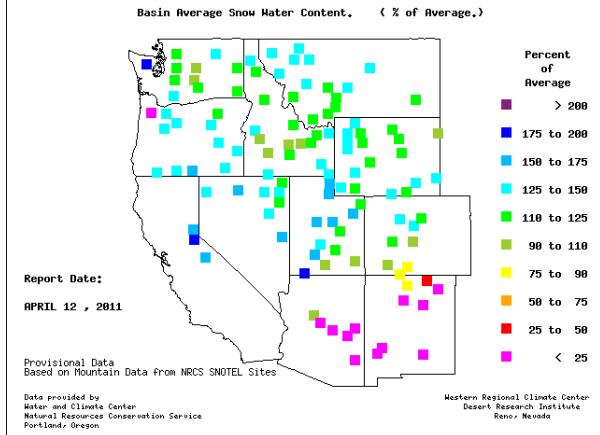 Basin Average Snow Water Content.    ( % of Average.)
Percent
of
Average
> 200
175 to 200
150 to 175
125 to 150
110 to 125
90 to 110
75 to 90
50 to 75
25 to 50
< 25
Report Date:
APRIL 12 , 2011
Provisional Data
Based on Mountain Data from NRCS SNOTEL Sites
Data provided by
Water and Climate Center
Natural Resources Conservation Service
Portland, Oregon
Western Regional Climate Center
Desert Research Institute
Reno, Nevada